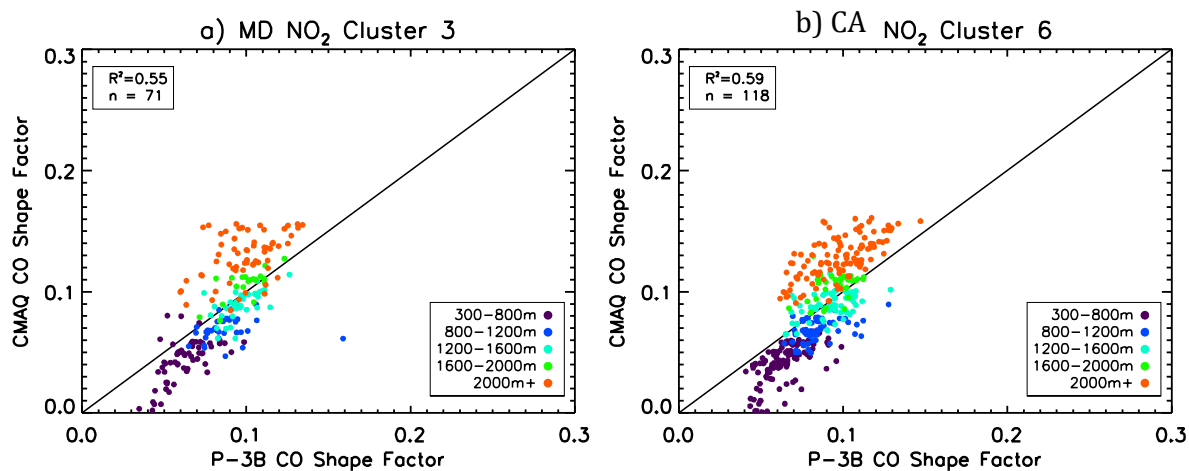 a) MD NO₂ Cluster 3
R²=0.55
n = 71
CMAQ CO Shape Factor
0.3
0.2
0.1
0.0
300−800m
800−1200m
1200−1600m
1600−2000m
2000m+
0.0 0.1 0.2 0.3
P−3B CO Shape Factor
b) CA NO₂ Cluster 6
R²=0.59
n = 118
CMAQ CO Shape Factor
0.3
0.2
0.1
0.0
300−800m
800−1200m
1200−1600m
1600−2000m
2000m+
0.0 0.1 0.2 0.3
P−3B CO Shape Factor